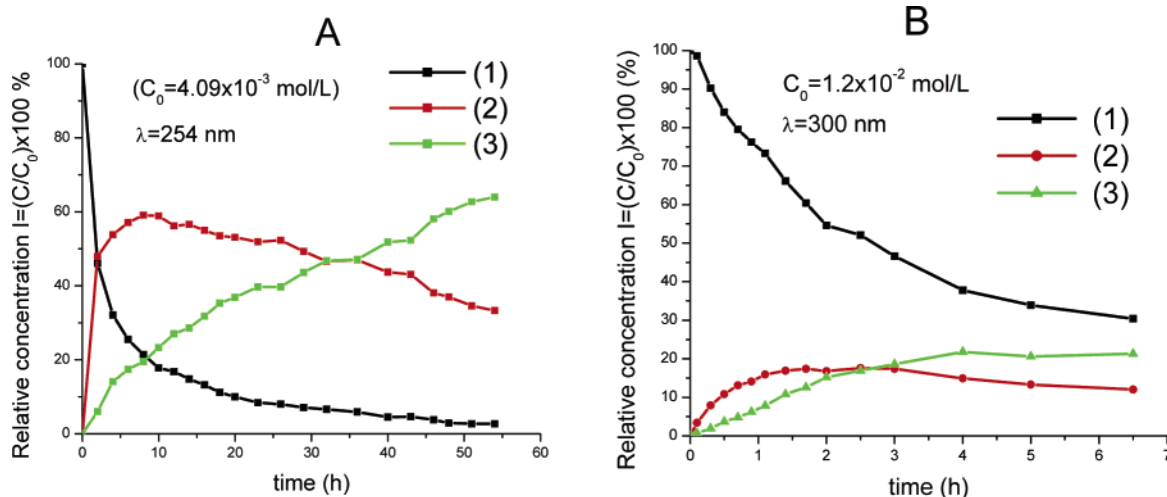 A
(C₀=4.09x10⁻³ mol/L)
λ=254 nm
(1)
(2)
(3)
Relative concentration I=(C/C₀)x100 %
100
80
60
40
20
0
0 10 20 30 40 50 60
time (h)
B
C₀=1.2x10⁻² mol/L
λ=300 nm
(1)
(2)
(3)
Relative concentration I=(C/C₀)x100 (%)
100
90
80
70
60
50
40
30
20
10
0
0 1 2 3 4 5 6 7
time (h)